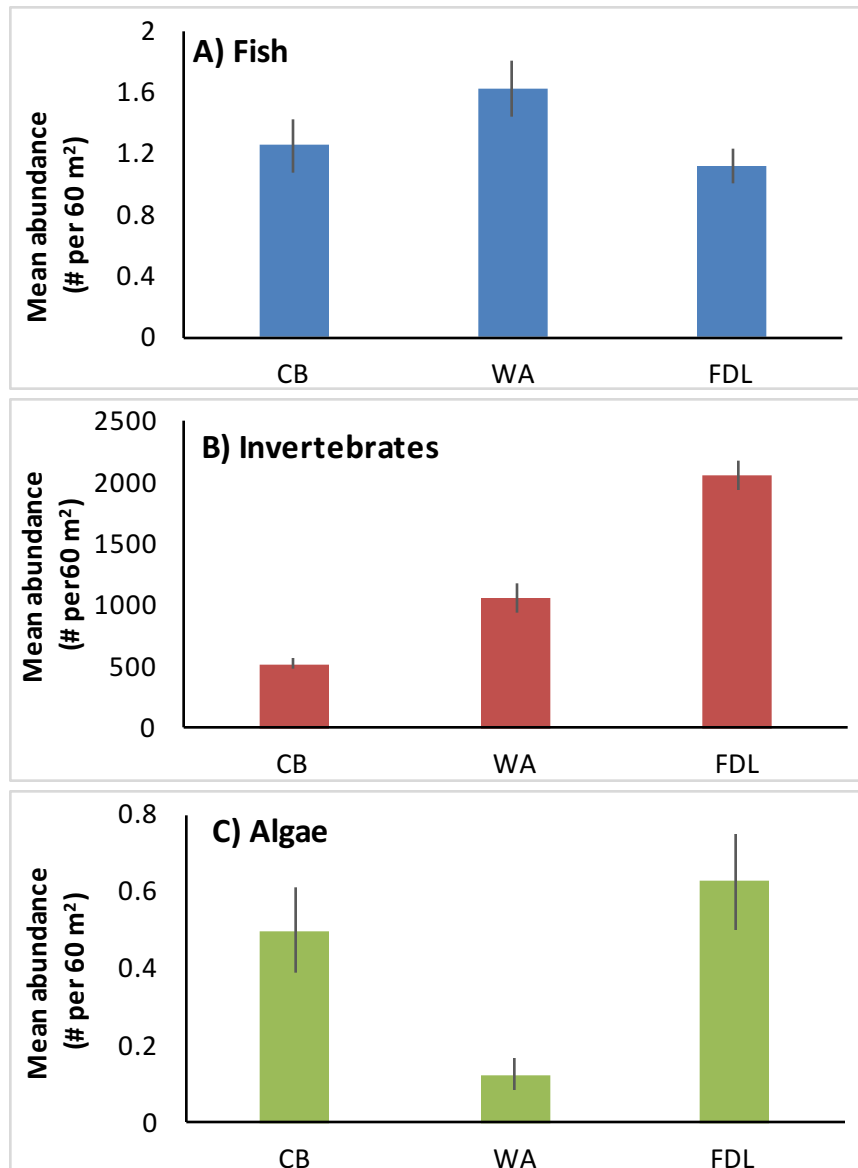 A) Fish
Mean abundance
(# per 60 m²)
2
1.6
1.2
0.8
0.4
0
CB WA FDL
B) Invertebrates
Mean abundance
(# per60 m²)
2500
2000
1500
1000
500
0
CB WA FDL
C) Algae
Mean abundance
(# per 60 m²)
0.8
0.6
0.4
0.2
0
CB WA FDL